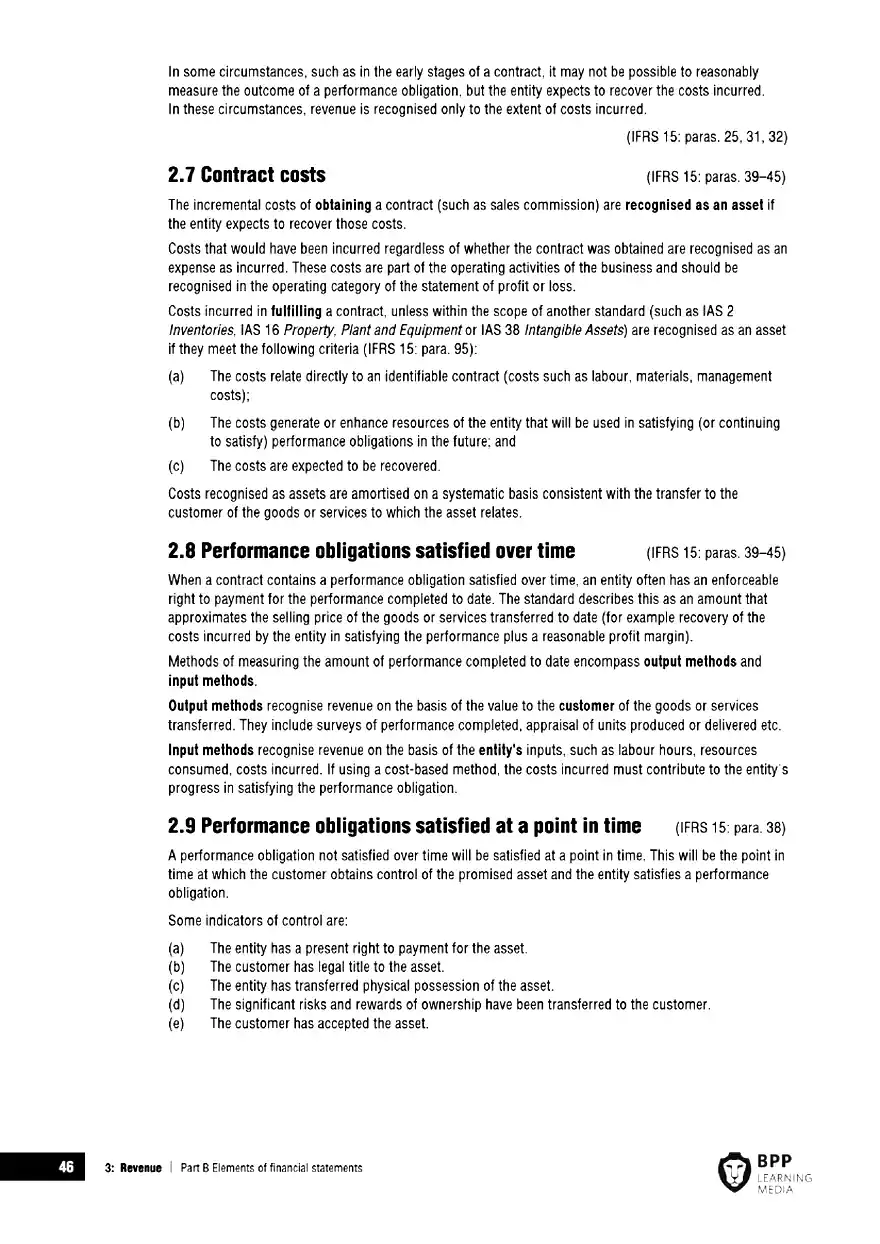 In some circumstances, such as in the early stages of a contract, it may not be possible to reasonably
measure the outcome of a performance obligation, but the entity expects to recover the costs incurred.
In these circumstances, revenue is recognised only to the extent of costs incurred.
(IFRS 15: paras. 25, 31, 32)
2.7 Contract costs (IFRS 15: paras. 39–45)
The incremental costs of obtaining a contract (such as sales commission) are recognised as an asset if
the entity expects to recover those costs.
Costs that would have been incurred regardless of whether the contract was obtained are recognised as an
expense as incurred. These costs are part of the operating activities of the business and should be
recognised in the operating category of the statement of profit or loss.
Costs incurred in fulfilling a contract, unless within the scope of another standard (such as IAS 2
Inventories, IAS 16 Property, Plant and Equipment or IAS 38 Intangible Assets) are recognised as an asset
if they meet the following criteria (IFRS 15: para. 95):
(a) The costs relate directly to an identifiable contract (costs such as labour, materials, management
costs);
(b) The costs generate or enhance resources of the entity that will be used in satisfying (or continuing
to satisfy) performance obligations in the future; and
(c) The costs are expected to be recovered.
Costs recognised as assets are amortised on a systematic basis consistent with the transfer to the
customer of the goods or services to which the asset relates.
2.8 Performance obligations satisfied over time (IFRS 15: paras. 39–45)
When a contract contains a performance obligation satisfied over time, an entity often has an enforceable
right to payment for the performance completed to date. The standard describes this as an amount that
approximates the selling price of the goods or services transferred to date (for example recovery of the
costs incurred by the entity in satisfying the performance plus a reasonable profit margin).
Methods of measuring the amount of performance completed to date encompass output methods and
input methods.
Output methods recognise revenue on the basis of the value to the customer of the goods or services
transferred. They include surveys of performance completed, appraisal of units produced or delivered etc.
Input methods recognise revenue on the basis of the entity's inputs, such as labour hours, resources
consumed, costs incurred. If using a cost-based method, the costs incurred must contribute to the entity's
progress in satisfying the performance obligation.
2.9 Performance obligations satisfied at a point in time (IFRS 15: para. 38)
A performance obligation not satisfied over time will be satisfied at a point in time. This will be the point in
time at which the customer obtains control of the promised asset and the entity satisfies a performance
obligation.
Some indicators of control are:
(a) The entity has a present right to payment for the asset.
(b) The customer has legal title to the asset.
(c) The entity has transferred physical possession of the asset.
(d) The significant risks and rewards of ownership have been transferred to the customer.
(e) The customer has accepted the asset.
46 3: Revenue | Part B Elements of financial statements
BPP
LEARNING
MEDIA